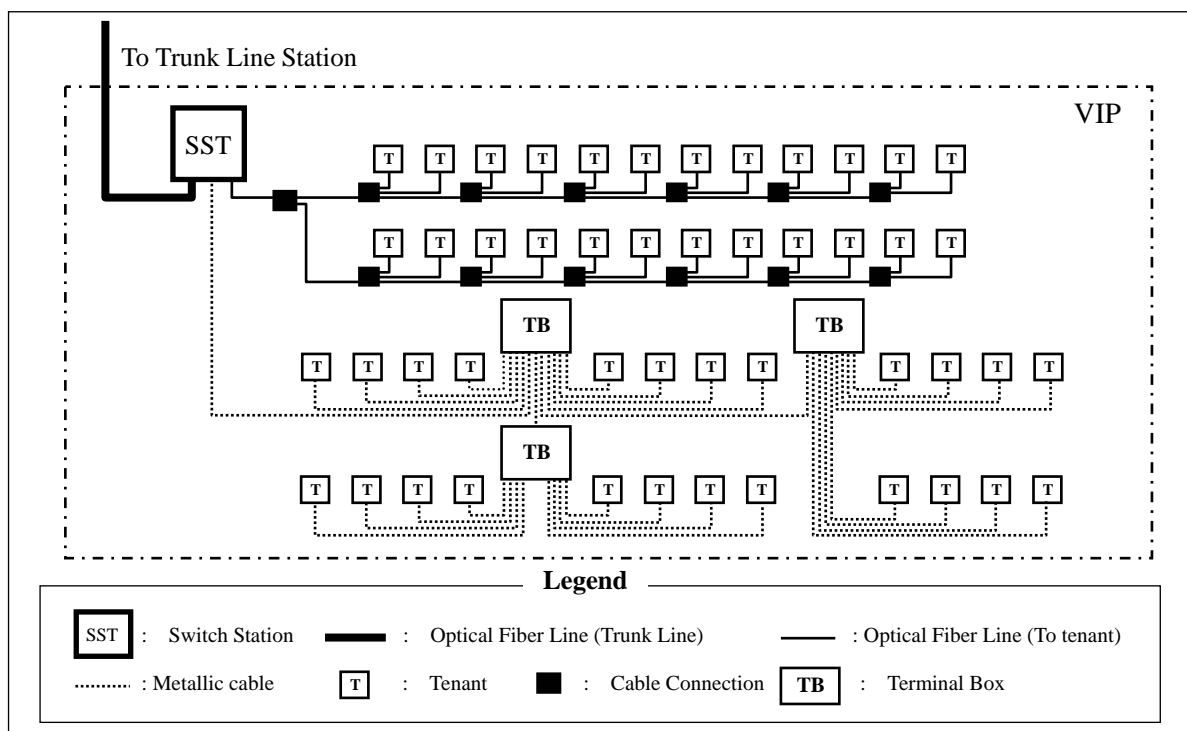 To Trunk Line Station
VIP
SST
T T T T T T T T T T T T
T T T T T T T T T T T T
TB TB
T T T T T T T T T T T T
TB
T T T T T T T T T T T T
Legend
SST : Switch Station : Optical Fiber Line (Trunk Line) : Optical Fiber Line (To tenant)
: Metallic cable T : Tenant : Cable Connection TB : Terminal Box